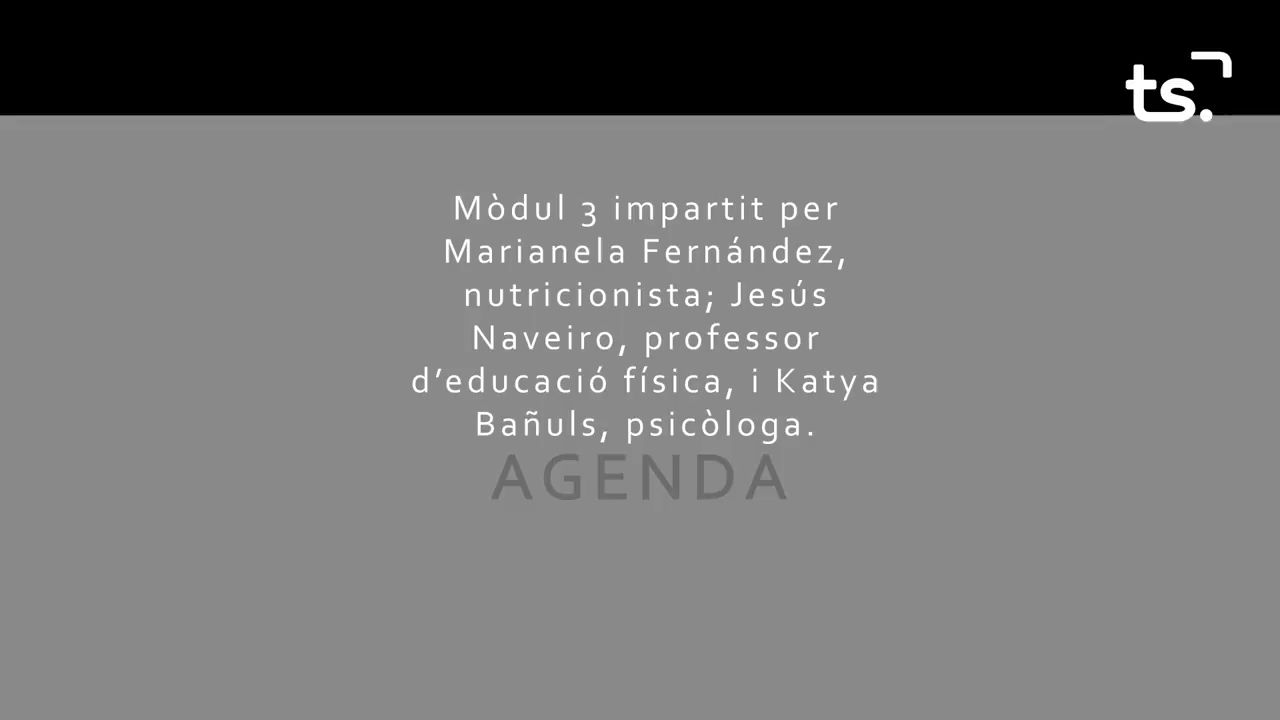 ts.
Mòdul 3 impartit per
Marianela Fernández,
nutricionista; Jesús
Naveiro, professor
d’educació física, i Katya
Bañuls, psicòloga.
AGENDA